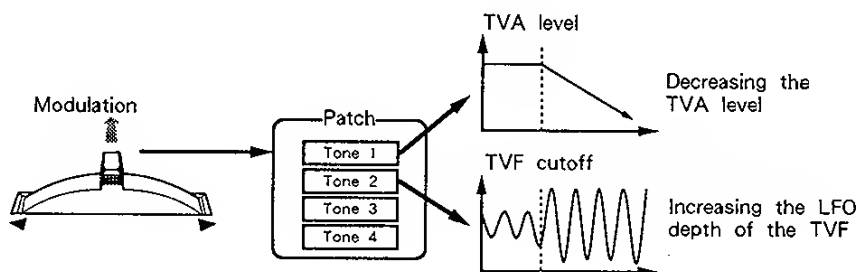 TVA level
Decreasing the
TVA level
Modulation
Patch
Tone 1
Tone 2
Tone 3
Tone 4
TVF cutoff
Increasing the LFO
depth of the TVF